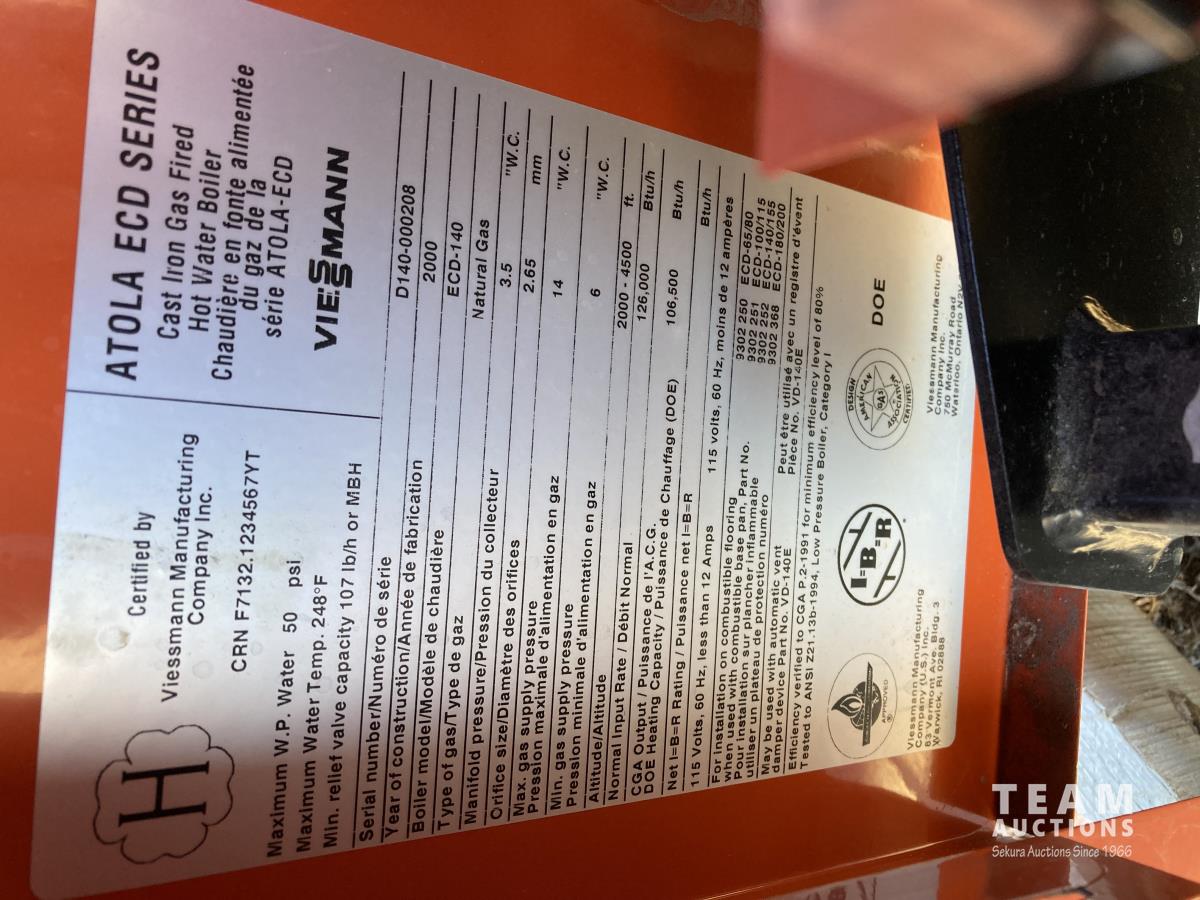 H
Certified by
Viessmann Manufacturing
Company Inc.
CRN F7132.1234567YT
Maximum W.P. Water 50 psi
Maximum Water Temp. 248°F
Min. relief valve capacity 107 lb/h or MBH
ATOLA ECD SERIES
Cast Iron Gas Fired
Hot Water Boiler
Chaudière en fonte alimentée
du gaz de la
série ATOLA-ECD
VIESSMANN
Serial number/Numéro de série D140-000208
Year of construction/Année de fabrication 2000
Boiler model/Modèle de chaudière ECD-140
Type of gas/Type de gaz Natural Gas
Manifold pressure/Pression du collecteur 3.5 "W.C.
Orifice size/Diamètre des orifices 2.65 mm
Max. gas supply pressure
Pression maximale d'alimentation en gaz 14 "W.C.
Min. gas supply pressure
Pression minimale d'alimentation en gaz 6 "W.C.
Altitude/Altitude 2000 - 4500 ft.
Normal Input Rate / Débit Normal 126,000 Btu/h
CGA Output / Puissance de l'A.C.G.
DOE Heating Capacity / Puissance de Chauffage (DOE) 106,500 Btu/h
Net I=B=R Rating / Puissance net I=B=R Btu/h
115 Volts, 60 Hz, less than 12 Amps 115 volts, 60 Hz, moins de 12 ampères
For installation on combustible flooring
when used with combustible base pan, Part No.
Pour installation sur plancher inflammable
utiliser un plateau de protection numéro
9302 250 ECD-65/80
9302 251 ECD-100/115
9302 252 ECD-140/155
9302 368 ECD-180/200
May be used with automatic vent
damper device Part No. VD-140E
Peut être utilisé avec un registre d'évent
Pièce No. VD-140E
Efficiency verified to CGA P.2-1991 for minimum efficiency level of 80%
Tested to ANSI Z21.13b-1994, Low Pressure Boiler, Category I
APPROVED
I=B=R
DESIGN
AMERICAN
GAS
ASSOCIATION
CERTIFIED
DOE
Viessmann Manufacturing
Company (U.S.) Inc.
63 Vermont Ave. Bldg. 3
Warwick, RI 02888
Viessmann Manufacturing
Company Inc.
750 McMurray Road
Waterloo, Ontario
TEAM
AUCTIONS
Sekura Auctions Since 1966